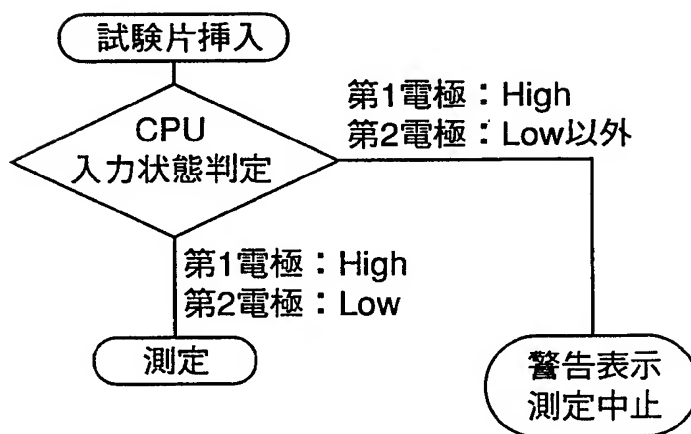 試験片挿入
CPU
入力状態判定
第1電極：High
第2電極：Low以外
第1電極：High
第2電極：Low
測定
警告表示
測定中止